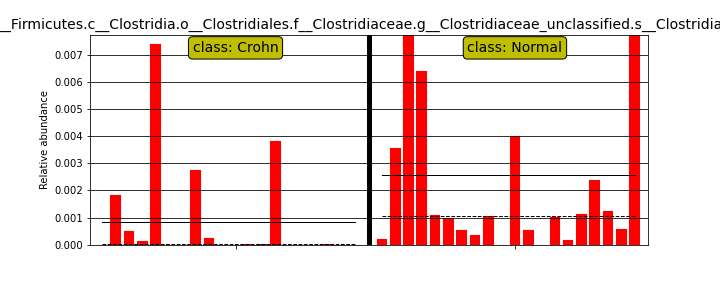 __Firmicutes.c__Clostridia.o__Clostridiales.f__Clostridiaceae.g__Clostridiaceae_unclassified.s__Clostridia
class: Crohn
class: Normal
Relative abundance
0.007
0.006
0.005
0.004
0.003
0.002
0.001
0.000